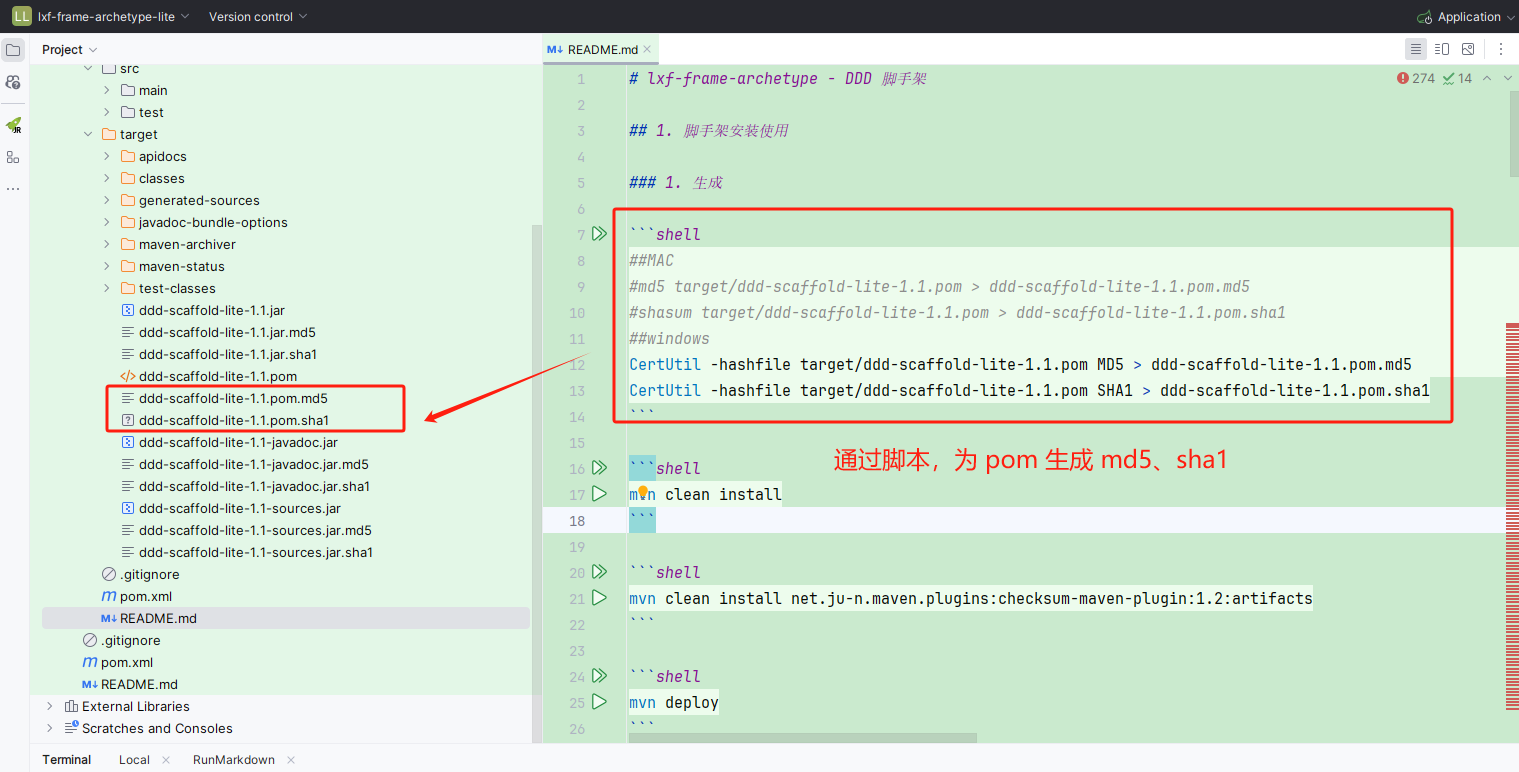 LL lxf-frame-archetype-lite Version control Application
Project
src
main
test
target
apidocs
classes
generated-sources
javadoc-bundle-options
maven-archiver
maven-status
test-classes
ddd-scaffold-lite-1.1.jar
ddd-scaffold-lite-1.1.jar.md5
ddd-scaffold-lite-1.1.jar.sha1
ddd-scaffold-lite-1.1.pom
ddd-scaffold-lite-1.1.pom.md5
ddd-scaffold-lite-1.1.pom.sha1
ddd-scaffold-lite-1.1-javadoc.jar
ddd-scaffold-lite-1.1-javadoc.jar.md5
ddd-scaffold-lite-1.1-javadoc.jar.sha1
ddd-scaffold-lite-1.1-sources.jar
ddd-scaffold-lite-1.1-sources.jar.md5
ddd-scaffold-lite-1.1-sources.jar.sha1
.gitignore
pom.xml
README.md
.gitignore
pom.xml
README.md
External Libraries
Scratches and Consoles
README.md
274 14
1 # lxf-frame-archetype - DDD 脚手架
2
3 ## 1. 脚手架安装使用
4
5 ### 1. 生成
6
7 ```shell
8 ##MAC
9 #md5 target/ddd-scaffold-lite-1.1.pom > ddd-scaffold-lite-1.1.pom.md5
10 #shasum target/ddd-scaffold-lite-1.1.pom > ddd-scaffold-lite-1.1.pom.sha1
11 ##windows
12 CertUtil -hashfile target/ddd-scaffold-lite-1.1.pom MD5 > ddd-scaffold-lite-1.1.pom.md5
13 CertUtil -hashfile target/ddd-scaffold-lite-1.1.pom SHA1 > ddd-scaffold-lite-1.1.pom.sha1
14 ```
15
通过脚本，为 pom 生成 md5、sha1
16 ```shell
17 mvn clean install
18 ```
19
20 ```shell
21 mvn clean install net.ju-n.maven.plugins:checksum-maven-plugin:1.2:artifacts
22 ```
23
24 ```shell
25 mvn deploy
26 ```
Terminal Local RunMarkdown